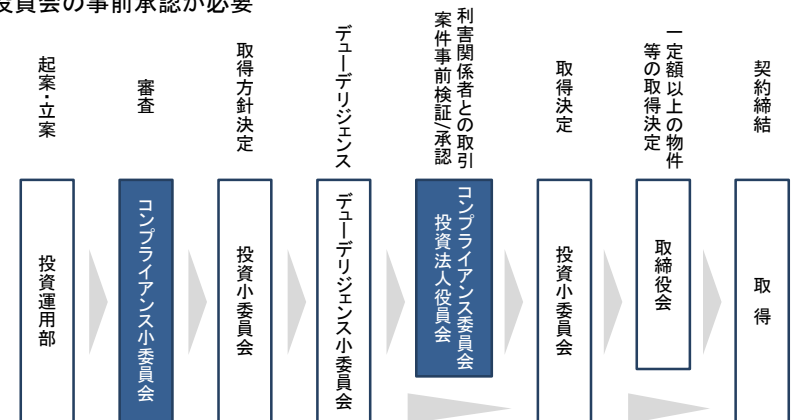 投資会の事前承認が必要
起案・立案
審査
取得方針決定
デューデリジェンス
利害関係者との取引
案件事前検証/承認
取得決定
一定額以上の物件
等の取得決定
契約締結
投資運用部
コンプライアンス小委員会
投資小委員会
デューデリジェンス小委員会
コンプライアンス委員会
投資法人役員会
投資小委員会
取締役会
取得